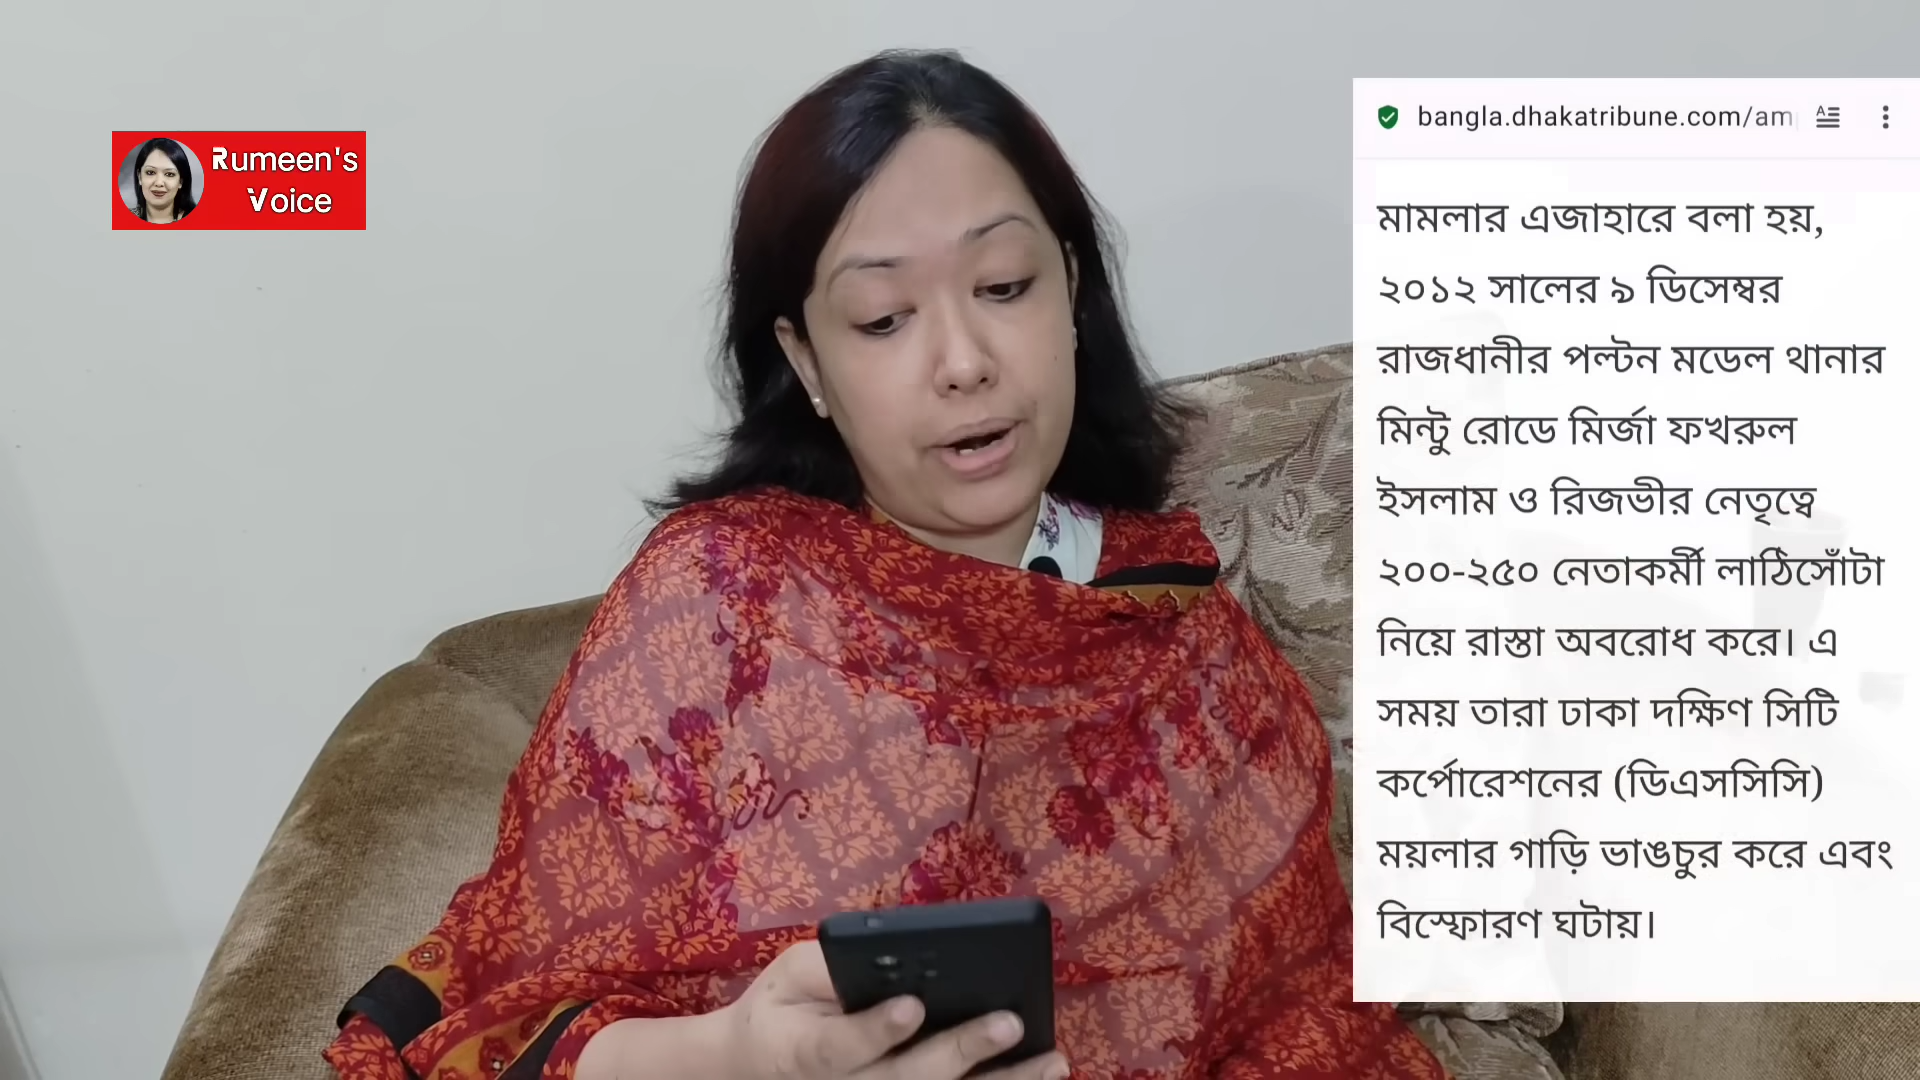 Rumeen's
Voice
bangla.dhakatribune.com/am
মামলার এজাহারে বলা হয়,
২০১২ সালের ৯ ডিসেম্বর
রাজধানীর পল্টন মডেল থানার
মিন্টু রোডে মির্জা ফখরুল
ইসলাম ও রিজভীর নেতৃত্বে
২০০-২৫০ নেতাকর্মী লাঠিসোঁটা
নিয়ে রাস্তা অবরোধ করে। এ
সময় তারা ঢাকা দক্ষিণ সিটি
কর্পোরেশনের (ডিএসসিসি)
ময়লার গাড়ি ভাঙচুর করে এবং
বিস্ফোরণ ঘটায়।